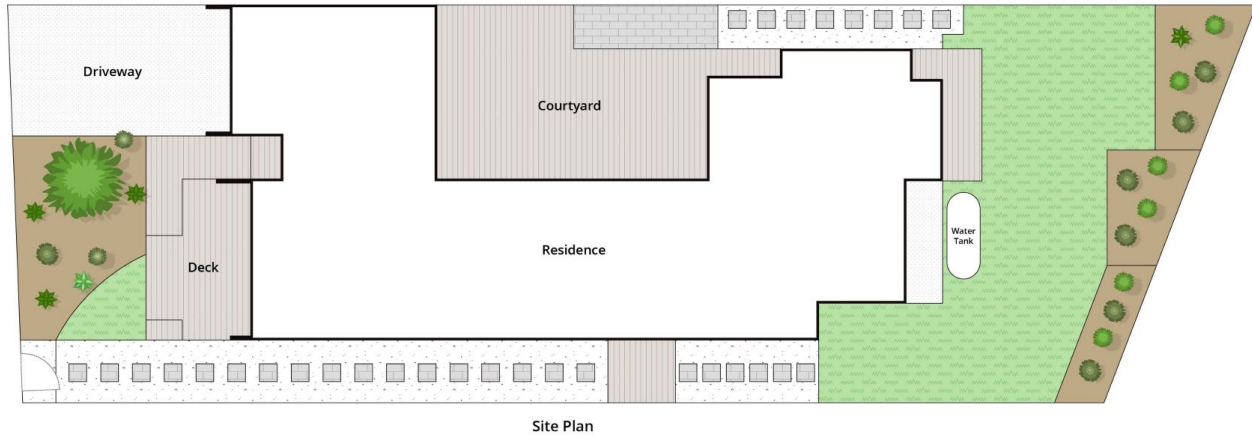 Driveway
Courtyard
Water
Tank
Residence
Deck
Site Plan